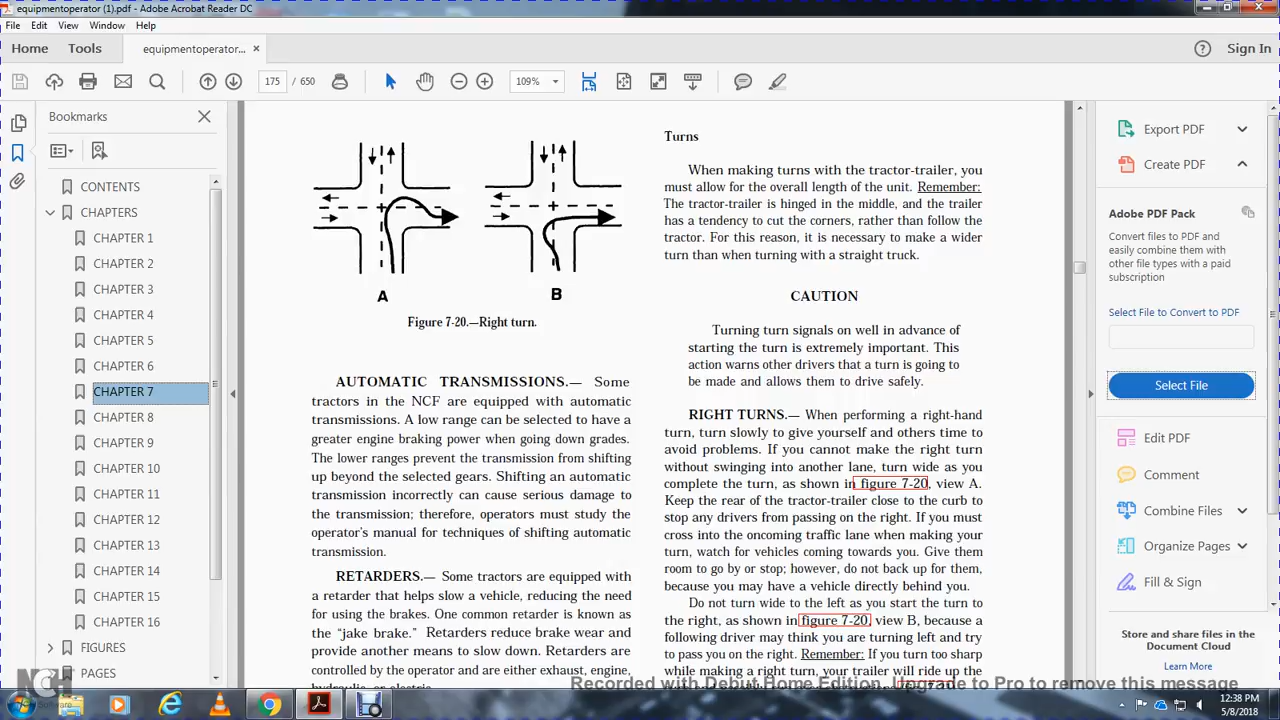 equipmentoperator (1).pdf - Adobe Acrobat Reader DC
File Edit View Window Help
Home Tools equipmentoperator... × Sign In
175 / 650 109%
Bookmarks
CONTENTS
CHAPTERS
CHAPTER 1
CHAPTER 2
CHAPTER 3
CHAPTER 4
CHAPTER 5
CHAPTER 6
CHAPTER 7
CHAPTER 8
CHAPTER 9
CHAPTER 10
CHAPTER 11
CHAPTER 12
CHAPTER 13
CHAPTER 14
CHAPTER 15
CHAPTER 16
FIGURES
PAGES
A B
Figure 7-20.—Right turn.
AUTOMATIC TRANSMISSIONS.— Some
tractors in the NCF are equipped with automatic
transmissions. A low range can be selected to have a
greater engine braking power when going down grades.
The lower ranges prevent the transmission from shifting
up beyond the selected gears. Shifting an automatic
transmission incorrectly can cause serious damage to
the transmission; therefore, operators must study the
operator's manual for techniques of shifting automatic
transmission.
RETARDERS.— Some tractors are equipped with
a retarder that helps slow a vehicle, reducing the need
for using the brakes. One common retarder is known as
the "jake brake." Retarders reduce brake wear and
provide another means to slow down. Retarders are
controlled by the operator and are either exhaust, engine,
Turns
When making turns with the tractor-trailer, you
must allow for the overall length of the unit. Remember:
The tractor-trailer is hinged in the middle, and the trailer
has a tendency to cut the corners, rather than follow the
tractor. For this reason, it is necessary to make a wider
turn than when turning with a straight truck.
CAUTION
Turning turn signals on well in advance of
starting the turn is extremely important. This
action warns other drivers that a turn is going to
be made and allows them to drive safely.
RIGHT TURNS.— When performing a right-hand
turn, turn slowly to give yourself and others time to
avoid problems. If you cannot make the right turn
without swinging into another lane, turn wide as you
complete the turn, as shown in figure 7-20, view A.
Keep the rear of the tractor-trailer close to the curb to
stop any drivers from passing on the right. If you must
cross into the oncoming traffic lane when making your
turn, watch for vehicles coming towards you. Give them
room to go by or stop; however, do not back up for them,
because you may have a vehicle directly behind you.
Do not turn wide to the left as you start the turn to
the right, as shown in figure 7-20, view B, because a
following driver may think you are turning left and try
to pass you on the right. Remember: If you turn too sharp
while making a right turn, your trailer will ride up the
Export PDF
Create PDF
Adobe PDF Pack
Convert files to PDF and
easily combine them with
other file types with a paid
subscription
Select File to Convert to PDF
Select File
Edit PDF
Comment
Combine Files
Organize Pages
Fill & Sign
Store and share files in the
Document Cloud
Learn More
NCH
Recorded with Debut Home Edition. Upgrade to Pro to remove this message
12:38 PM
5/8/2018